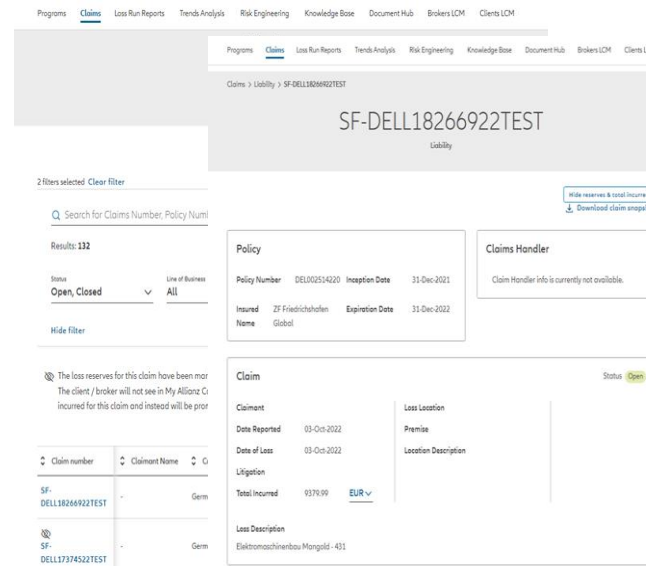 Programs Claims Loss Run Reports Trends Analysis Risk Engineering Knowledge Base Document Hub Brokers LCM Clients LCM
Programs Claims Loss Run Reports Trends Analysis Risk Engineering Knowledge Base Document Hub Brokers LCM Clients L
Claims > Liability > SF-DELL18266922TEST
SF-DELL18266922TEST
Liability
2 filters selected Clear filter
Search for Claims Number, Policy Numl
Results: 132
Status
Open, Closed
Line of Business
All
Hide filter
The loss reserves for this claim have been mar
The client / broker will not see in My Allianz C
incurred for this claim and instead will be pror
Claim number Claimant Name C
SF-
DELL18266922TEST
- Germ
SF-
DELL17374522TEST
- Germ
Hide reserves & total incurre
Download claim snaps
Policy
Policy Number DEL002514220 Inception Date 31-Dec-2021
Insured Name ZF Friedrichshafen Global Expiration Date 31-Dec-2022
Claims Handler
Claim Handler info is currently not available.
Claim
Status Open
Claimant
Date Reported 03-Oct-2022
Date of Loss 03-Oct-2022
Litigation
Total Incurred 9379.99 EUR
Loss Location
Premise
Location Description
Loss Description
Elektromaschinenbau Mangold - 431